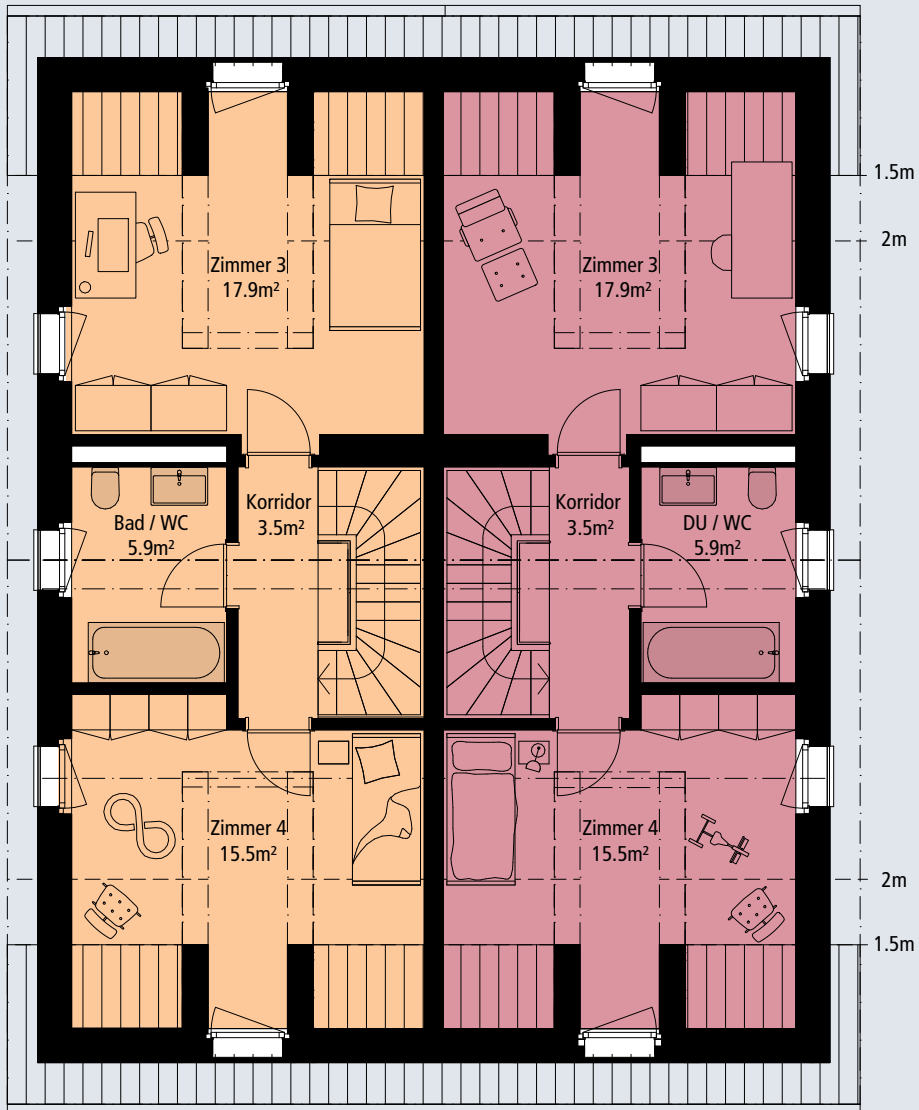 1.5m
2m
Zimmer 3
17.9m²
Zimmer 3
17.9m²
Korridor
3.5m²
Korridor
3.5m²
Bad / WC
5.9m²
DU / WC
5.9m²
Zimmer 4
15.5m²
Zimmer 4
15.5m²
2m
1.5m